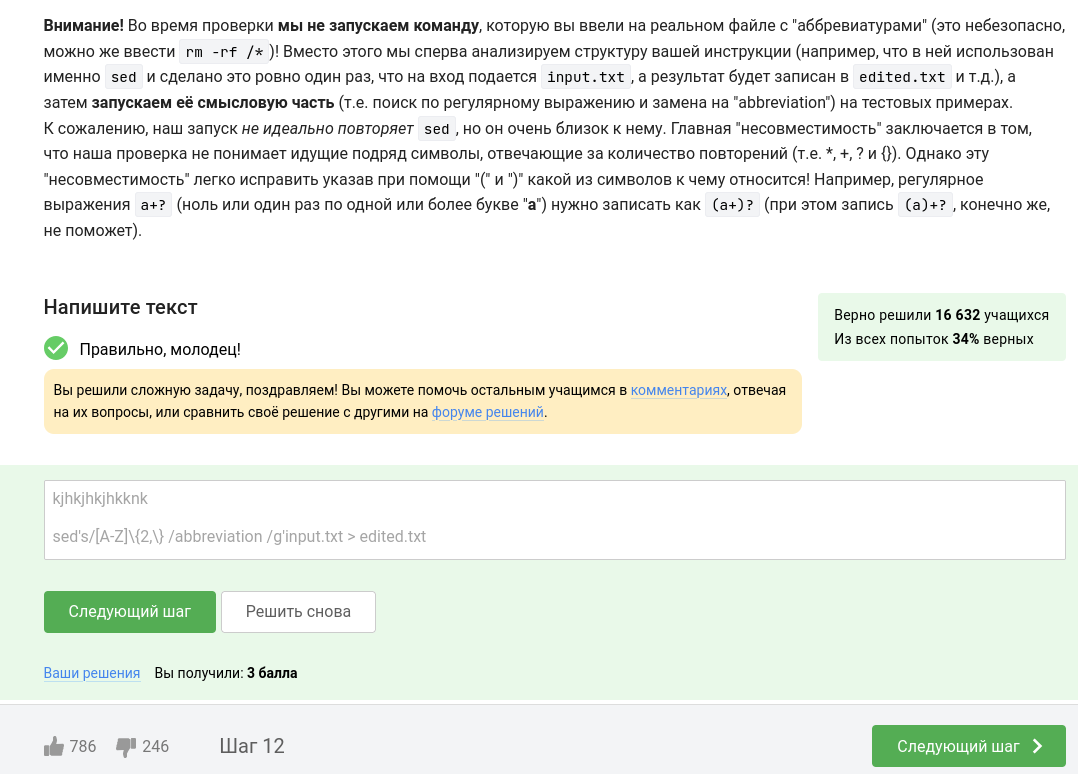 Внимание! Во время проверки мы не запускаем команду, которую вы ввели на реальном файле с "аббревиатурами" (это небезопасно,
можно же ввести rm -rf /* )! Вместо этого мы сперва анализируем структуру вашей инструкции (например, что в ней использован
именно sed и сделано это ровно один раз, что на вход подается input.txt, а результат будет записан в edited.txt и т.д.), а
затем запускаем её смысловую часть (т.е. поиск по регулярному выражению и замена на "abbreviation") на тестовых примерах.
К сожалению, наш запуск не идеально повторяет sed, но он очень близок к нему. Главная "несовместимость" заключается в том,
что наша проверка не понимает идущие подряд символы, отвечающие за количество повторений (т.е. *, +, ? и {}). Однако эту
"несовместимость" легко исправить указав при помощи "(" и ")" какой из символов к чему относится! Например, регулярное
выражения a+? (ноль или один раз по одной или более букве "a") нужно записать как (a+)? (при этом запись (a)+?, конечно же,
не поможет).
Напишите текст
Верно решили 16 632 учащихся
Из всех попыток 34% верных
Правильно, молодец!
Вы решили сложную задачу, поздравляем! Вы можете помочь остальным учащимся в комментариях, отвечая
на их вопросы, или сравнить своё решение с другими на форуме решений.
kjhkjhkjhkknk
sed's/[A-Z]\{2,\} /abbreviation /g'input.txt > edited.txt
Следующий шаг
Решить снова
Ваши решения Вы получили: 3 балла
786 246 Шаг 12 Следующий шаг